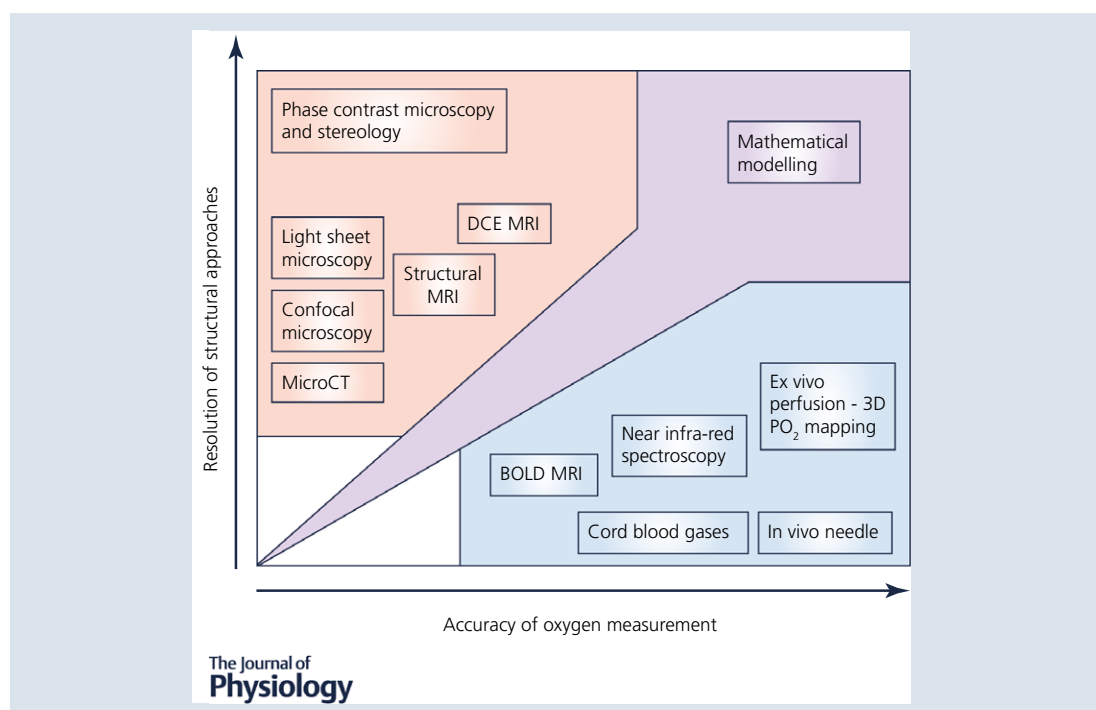 Resolution of structural approaches
Phase contrast microscopy
and stereology
Mathematical
modelling
DCE MRI
Light sheet
microscopy
Structural
MRI
Confocal
microscopy
MicroCT
Ex vivo
perfusion - 3D
PO₂ mapping
Near infra-red
spectroscopy
BOLD MRI
Cord blood gases
In vivo needle
Accuracy of oxygen measurement
The Journal of
Physiology